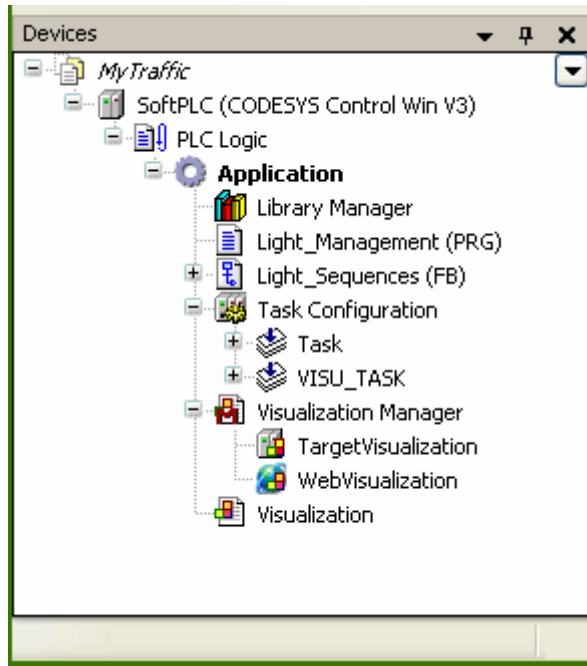 Devices
MyTraffic
SoftPLC (CODESYS Control Win V3)
PLC Logic
Application
Library Manager
Light_Management (PRG)
Light_Sequences (FB)
Task Configuration
Task
VISU_TASK
Visualization Manager
TargetVisualization
WebVisualization
Visualization